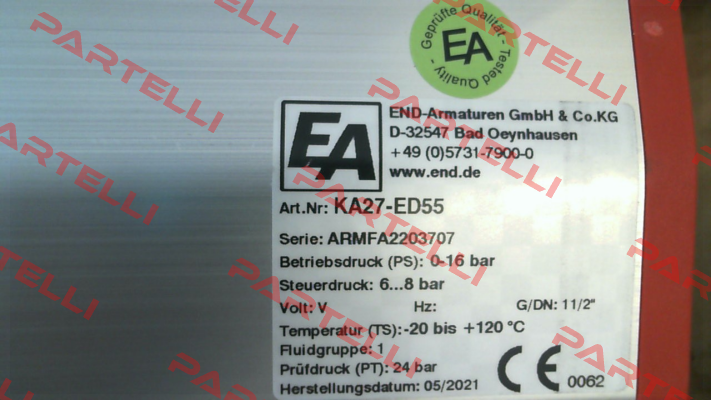 Geprüfte Qualität - Tested Quality -
EA
EA
END-Armaturen GmbH & Co.KG
D-32547 Bad Oeynhausen
+49 (0)5731-7900-0
www.end.de
Art.Nr: KA27-ED55
Serie: ARMFA2203707
Betriebsdruck (PS): 0-16 bar
Steuerdruck: 6...8 bar
Volt: V Hz: G/DN: 11/2"
Temperatur (TS):-20 bis +120 °C
Fluidgruppe: 1
Prüfdruck (PT): 24 bar
Herstellungsdatum: 05/2021
CE 0062
PARTELLI
PARTELLI
PARTELLI
PARTELLI
PARTELLI
PARTELLI
PARTELLI
PARTELLI
PARTELLI